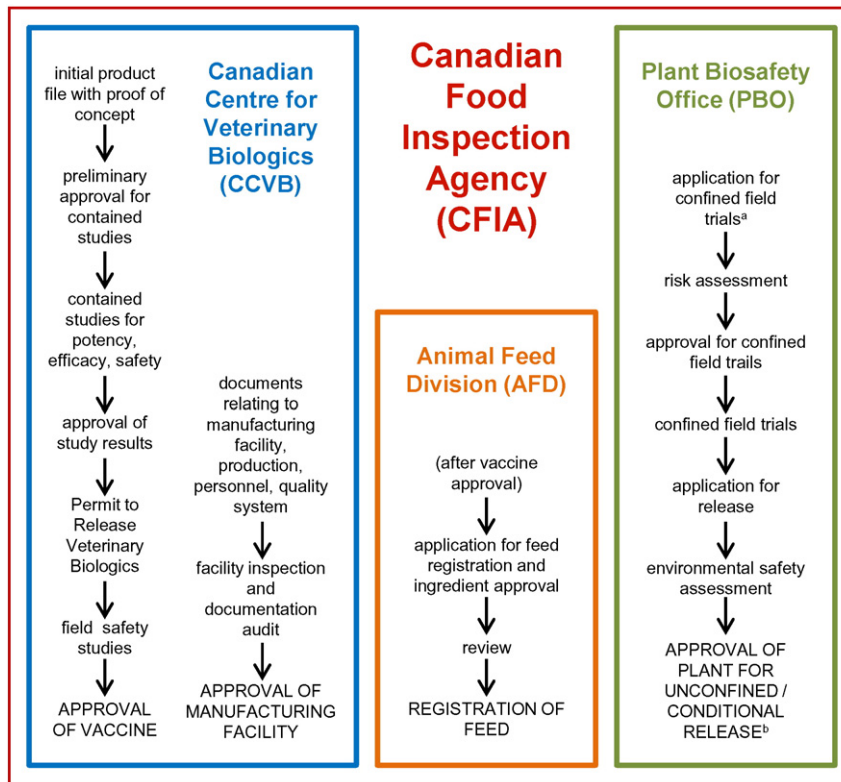 Canadian
Food
Inspection
Agency
(CFIA)
Canadian
Centre for
Veterinary
Biologics
(CCVB)
initial product
file with proof of
concept
preliminary
approval for
contained
studies
contained
studies for
potency,
efficacy, safety
approval of
study results
Permit to
Release
Veterinary
Biologics
field safety
studies
APPROVAL
OF VACCINE
documents
relating to
manufacturing
facility,
production,
personnel, quality
system
facility inspection
and
documentation
audit
APPROVAL OF
MANUFACTURING
FACILITY
Animal Feed
Division (AFD)
(after vaccine
approval)
application for feed
registration and
ingredient approval
review
REGISTRATION OF
FEED
Plant Biosafety
Office (PBO)
application for
confined field
trialsᵃ
risk assessment
approval for confined
field trails
confined field trials
application for
release
environmental safety
assessment
APPROVAL OF
PLANT FOR
UNCONFINED /
CONDITIONAL
RELEASEᵇ